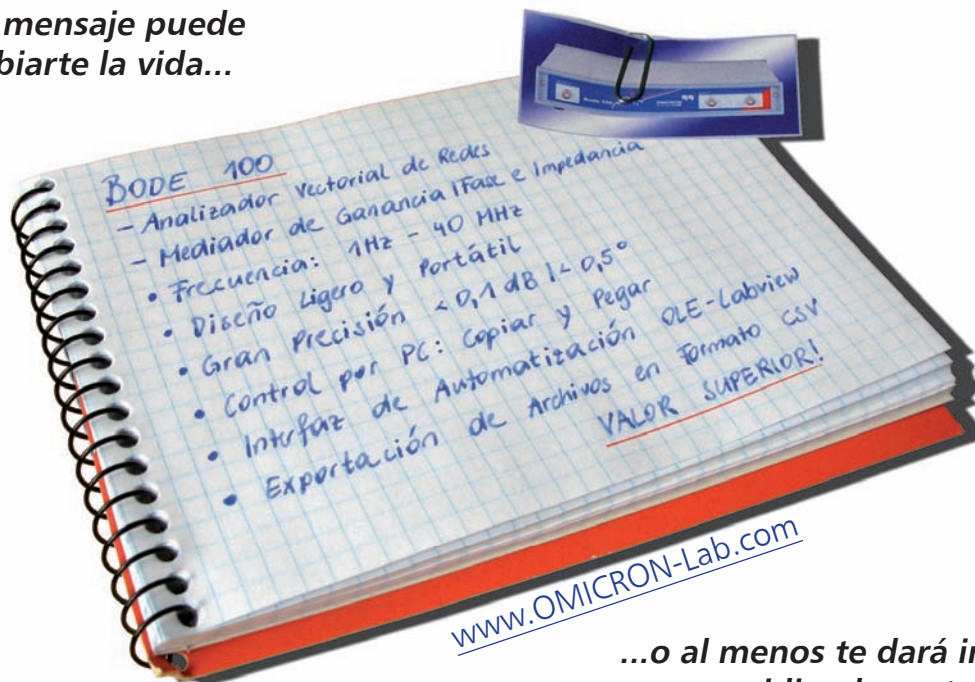 mensaje puede
biarte la vida...
BODE 100
- Analizador Vectorial de Redes
- Mediador de Ganancia /Fase e Impedancia
• Frecuencia: 1Hz - 40 MHz
• Diseño Ligero y Portátil
• Gran Precisión < 0,1 dB / < 0,5°
• Control por PC: Copiar y Pegar
• Interfaz de Automatización OLE-Labview
• Exportación de Archivos en Formato CSV
VALOR SUPERIOR!
www.OMICRON-Lab.com
...o al menos te dará in